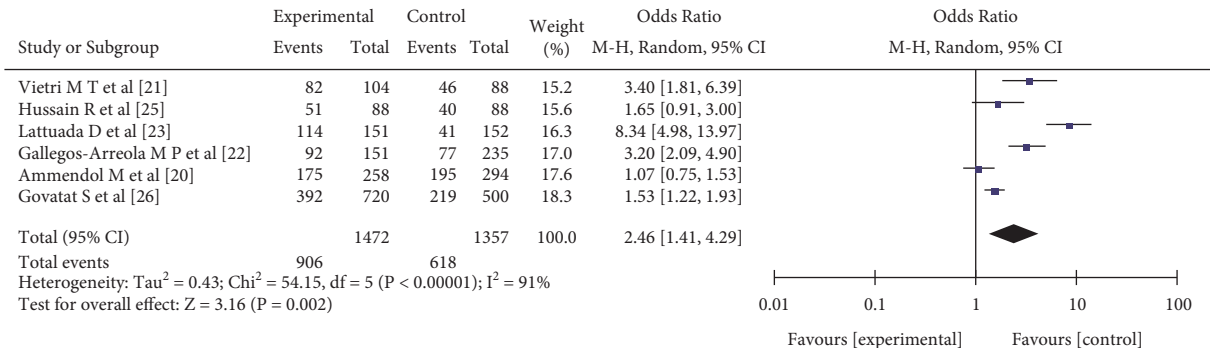 Experimental Control Weight (%) Odds Ratio Odds Ratio
Study or Subgroup Events Total Events Total M-H, Random, 95% CI M-H, Random, 95% CI
Vietri M T et al [21] 82 104 46 88 15.2 3.40 [1.81, 6.39]
Hussain R et al [25] 51 88 40 88 15.6 1.65 [0.91, 3.00]
Lattuada D et al [23] 114 151 41 152 16.3 8.34 [4.98, 13.97]
Gallegos-Arreola M P et al [22] 92 151 77 235 17.0 3.20 [2.09, 4.90]
Ammendol M et al [20] 175 258 195 294 17.6 1.07 [0.75, 1.53]
Govatat S et al [26] 392 720 219 500 18.3 1.53 [1.22, 1.93]
Total (95% CI) 1472 1357 100.0 2.46 [1.41, 4.29]
Total events 906 618
Heterogeneity: Tau² = 0.43; Chi² = 54.15, df = 5 (P < 0.00001); I² = 91%
Test for overall effect: Z = 3.16 (P = 0.002)
0.01 0.1 1 10 100
Favours [experimental] Favours [control]